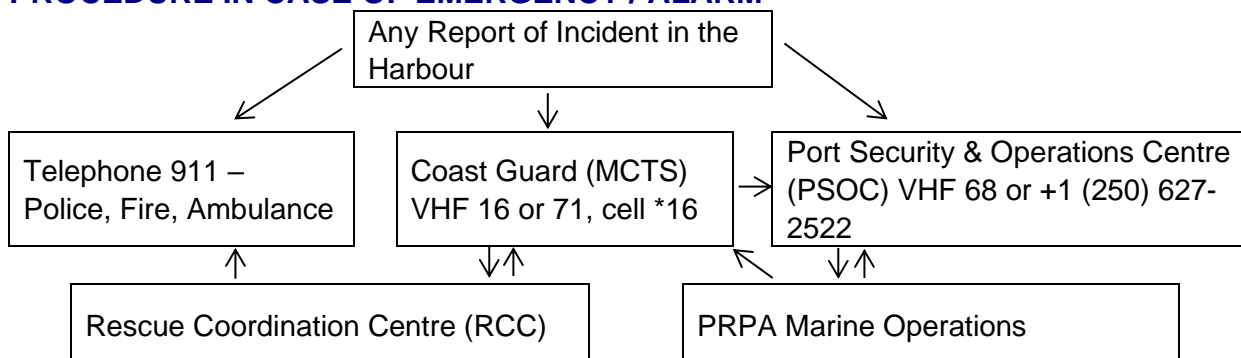 PROCEDURE IN CASE OF EMERGENCY / ALARM
Any Report of Incident in the
Harbour
Telephone 911 –
Police, Fire, Ambulance
Coast Guard (MCTS)
VHF 16 or 71, cell *16
Port Security & Operations Centre
(PSOC) VHF 68 or +1 (250) 627-
2522
Rescue Coordination Centre (RCC)
PRPA Marine Operations